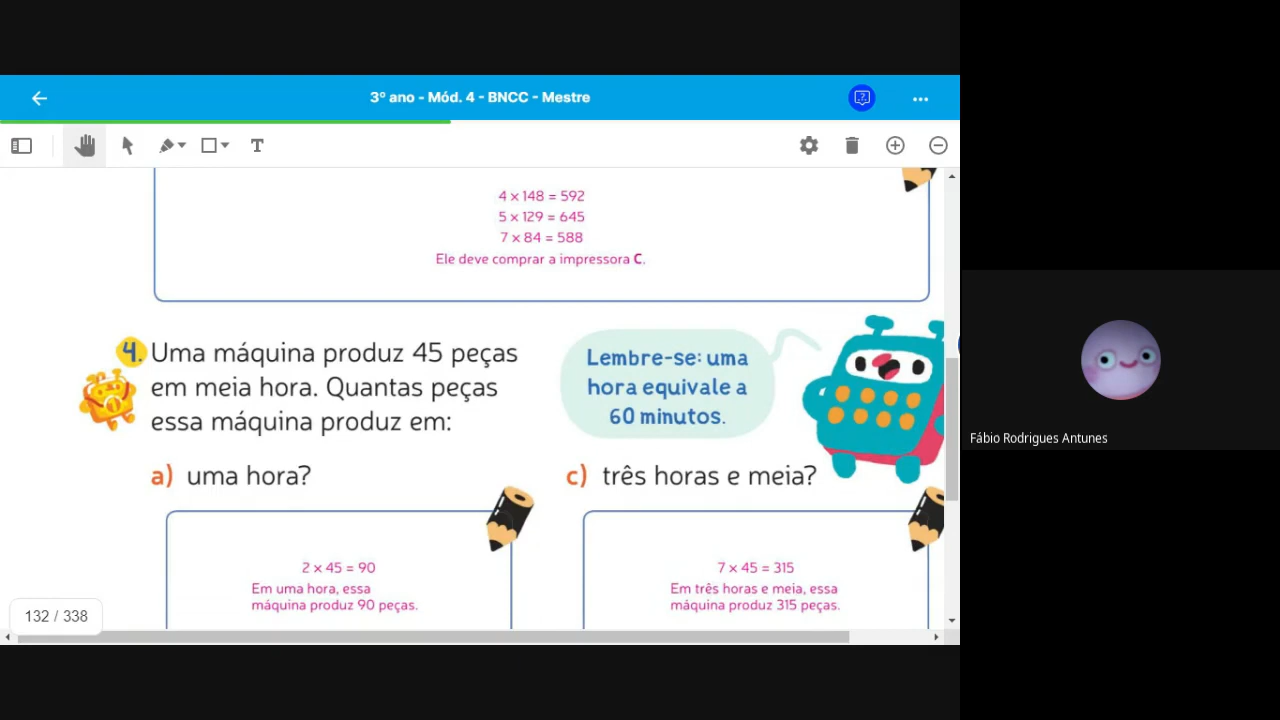 3º ano - Mód. 4 - BNCC - Mestre
T
4 x 148 = 592
5 x 129 = 645
7 x 84 = 588
Ele deve comprar a impressora C.
4. Uma máquina produz 45 peças
em meia hora. Quantas peças
essa máquina produz em:
Lembre-se: uma
hora equivale a
60 minutos.
a) uma hora?
2 x 45 = 90
Em uma hora, essa
máquina produz 90 peças.
c) três horas e meia?
7 x 45 = 315
Em três horas e meia, essa
máquina produz 315 peças.
132 / 338
Fábio Rodrigues Antunes